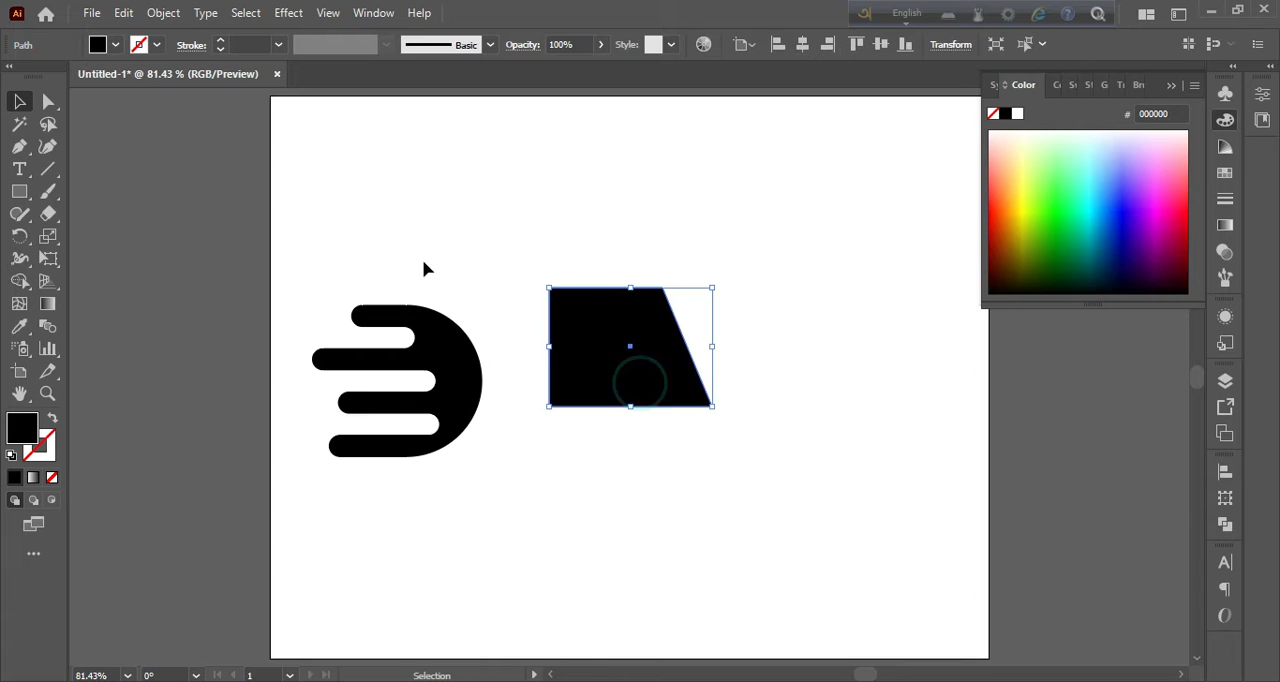 File Edit Object Type Select Effect View Window Help
English
Path
Stroke:
Basic
Opacity: 100%
Style:
Transform
Untitled-1* @ 81.43 % (RGB/Preview)
Color
# 000000
81.43%
0°
1
Selection